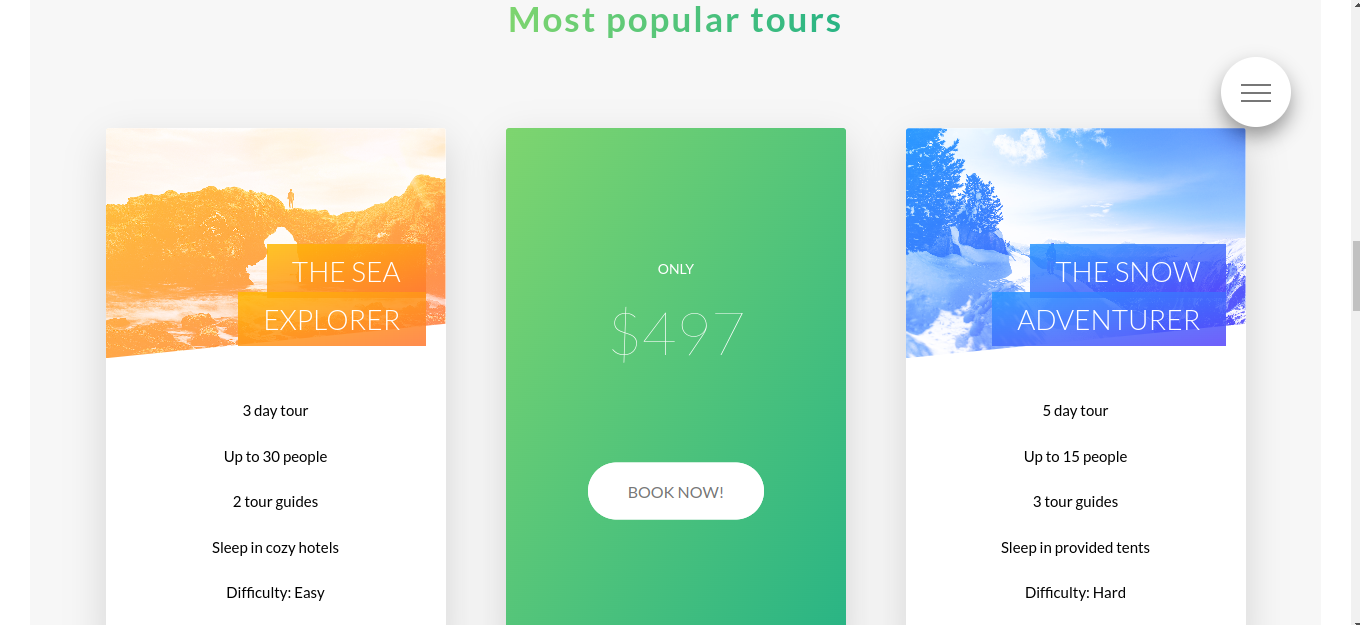 Most popular tours
THE SEA
EXPLORER
3 day tour
Up to 30 people
2 tour guides
Sleep in cozy hotels
Difficulty: Easy
ONLY
$497
BOOK NOW!
THE SNOW
ADVENTURER
5 day tour
Up to 15 people
3 tour guides
Sleep in provided tents
Difficulty: Hard